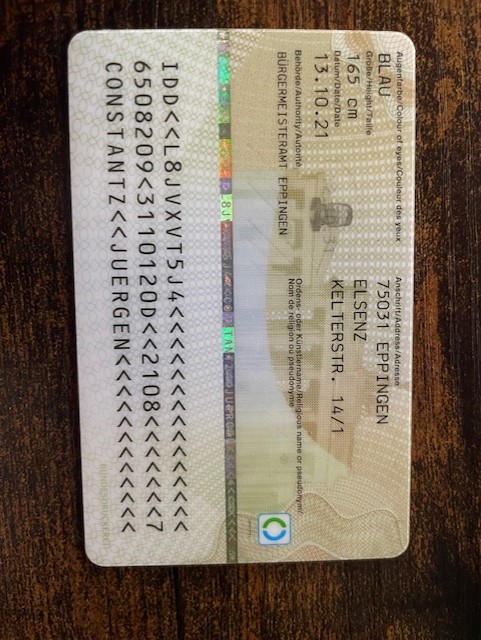 Augenfarbe/Colour of eyes/Couleur des yeux
BLAU
Größe/Height/Taille
165 cm
Datum/Date/Date
13.10.21
Behörde/Authority/Autorité
BÜRGERMEISTERAMT EPPINGEN
Anschrift/Address/Adresse
75031 EPPINGEN
ELSENZ
KELTERSTR. 14/1
Ordens- oder Künstlername/Religious name or pseudonym/
Nom de religion ou pseudonyme
IDD<<L8JVXVT5J4<<<<<<<<<<<<<<<
6508209<3110120D<<2108<<<<<<<7
CONSTANTZ<<JUERGEN<<<<<<<<<<<<
BUNDESDRUCKEREI